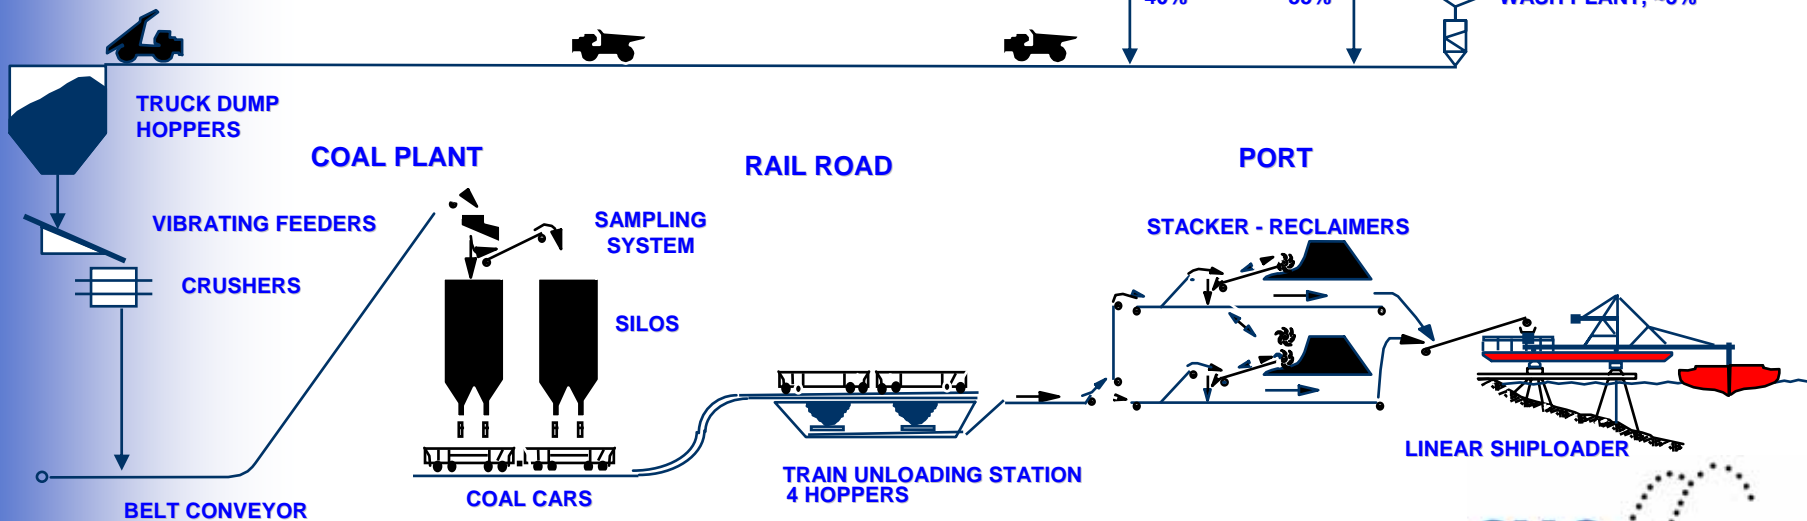 TRUCK DUMP
HOPPERS
COAL PLANT
RAIL ROAD
PORT
VIBRATING FEEDERS
SAMPLING
SYSTEM
STACKER - RECLAIMERS
CRUSHERS
SILOS
LINEAR SHIPLOADER
TRAIN UNLOADING STATION
4 HOPPERS
COAL CARS
BELT CONVEYOR